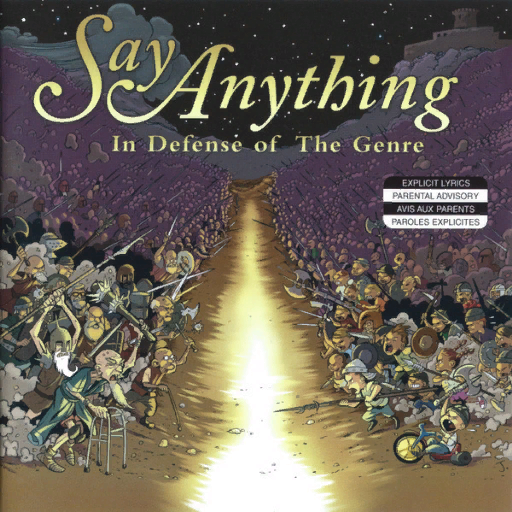 Say Anything
In Defense of The Genre
EXPLICIT LYRICS
PARENTAL ADVISORY
AVIS AUX PARENTS
PAROLES EXPLICITES